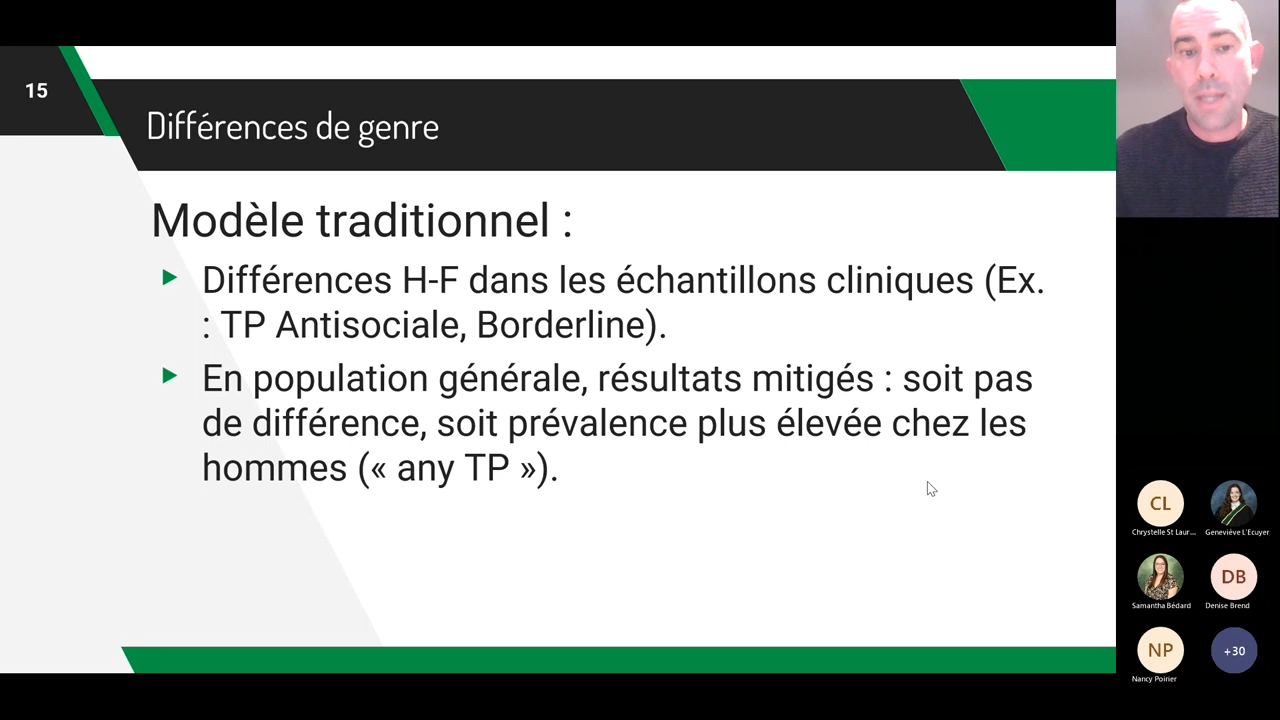 15
Différences de genre
Modèle traditionnel :
Différences H-F dans les échantillons cliniques (Ex.
: TP Antisociale, Borderline).
En population générale, résultats mitigés : soit pas
de différence, soit prévalence plus élevée chez les
hommes (« any TP »).
CL
Chrystelle St Laur...
Geneviève L'Ecuyer
Samantha Bédard
DB
Denise Brend
NP
Nancy Poirier
+30